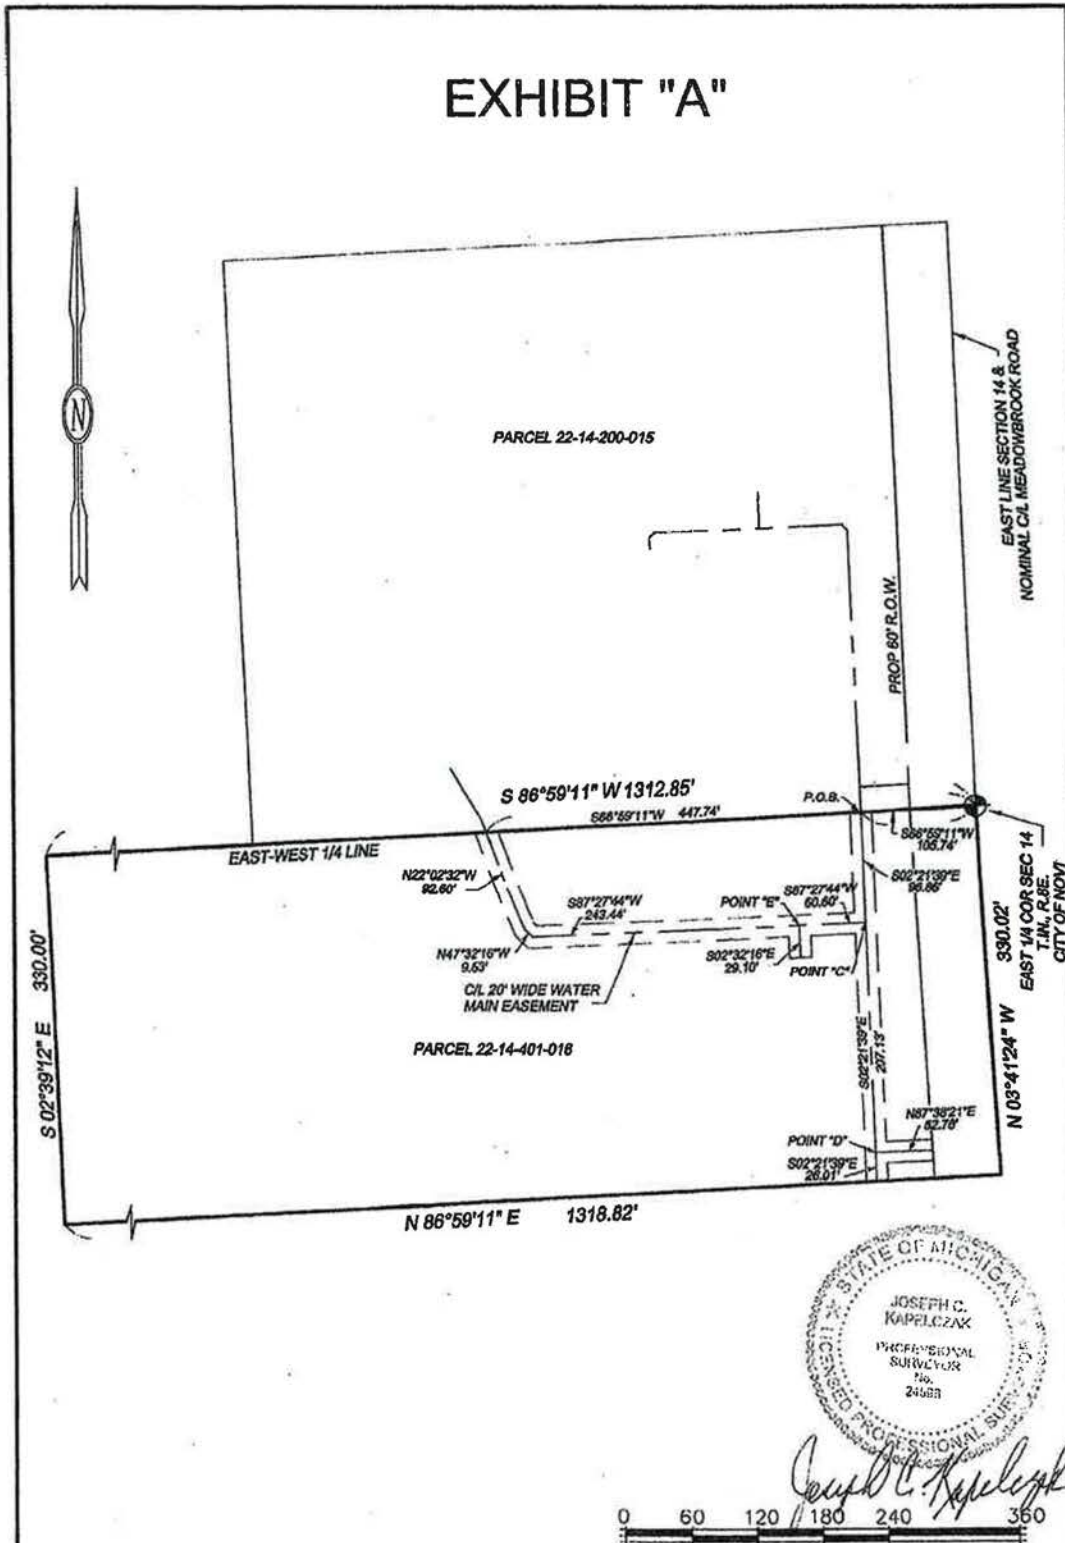 EXHIBIT "A"
N
PARCEL 22-14-200-015
EAST LINE SECTION 14 &
NOMINAL C/L MEADOWBROOK ROAD
PROP 60' R.O.W.
S 86°59'11" W 1312.85'
P.O.B.
S86°59'11"W 447.74'
S86°59'11"W
105.74'
EAST-WEST 1/4 LINE
N22°02'32"W
92.60'
S87°27'44"W
243.44'
POINT "E"
S87°27'44"W
60.60'
S02°21'39"E
96.86'
N47°32'16"W
9.53'
S02°32'16"E
29.10'
POINT "C"
C/L 20' WIDE WATER
MAIN EASEMENT
330.02'
EAST 1/4 COR SEC 14
T.1N., R.8E.
CITY OF NOVI
S 02°39'12" E 330.00'
PARCEL 22-14-401-016
S02°21'39"E
207.13'
N 03°41'24" W
N87°38'21"E
52.78'
POINT "D"
S02°21'39"E
26.01'
N 86°59'11" E 1318.82'
STATE OF MICHIGAN
JOSEPH C.
KAPELCZAK
PROFESSIONAL
SURVEYOR
No.
LICENSED PROFESSIONAL SURVEYOR
Joseph C. Kapelczak
0 60 120 180 240 360